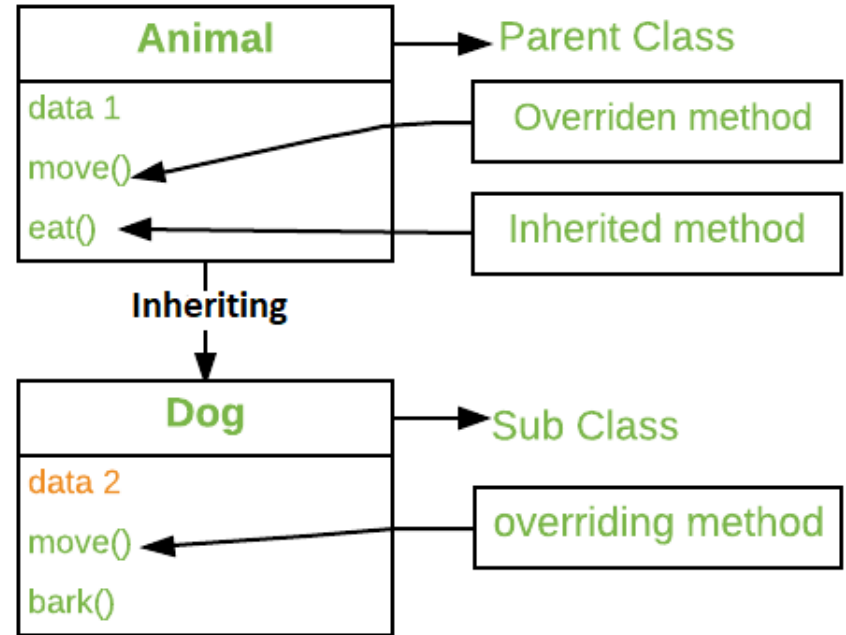 Animal
Parent Class
data 1
Overriden method
move()
eat()
Inherited method
Inheriting
Dog
Sub Class
data 2
move()
overriding method
bark()